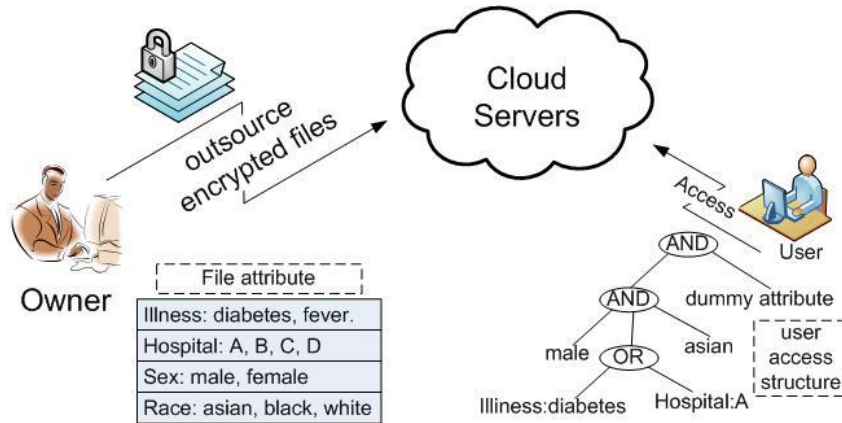 Cloud
Servers
outsource
encrypted files
Access
User
Owner
File attribute
Illness: diabetes, fever.
Hospital: A, B, C, D
Sex: male, female
Race: asian, black, white
AND
AND
dummy attribute
male
OR
asian
Illiness:diabetes
Hospital:A
user
access
structure